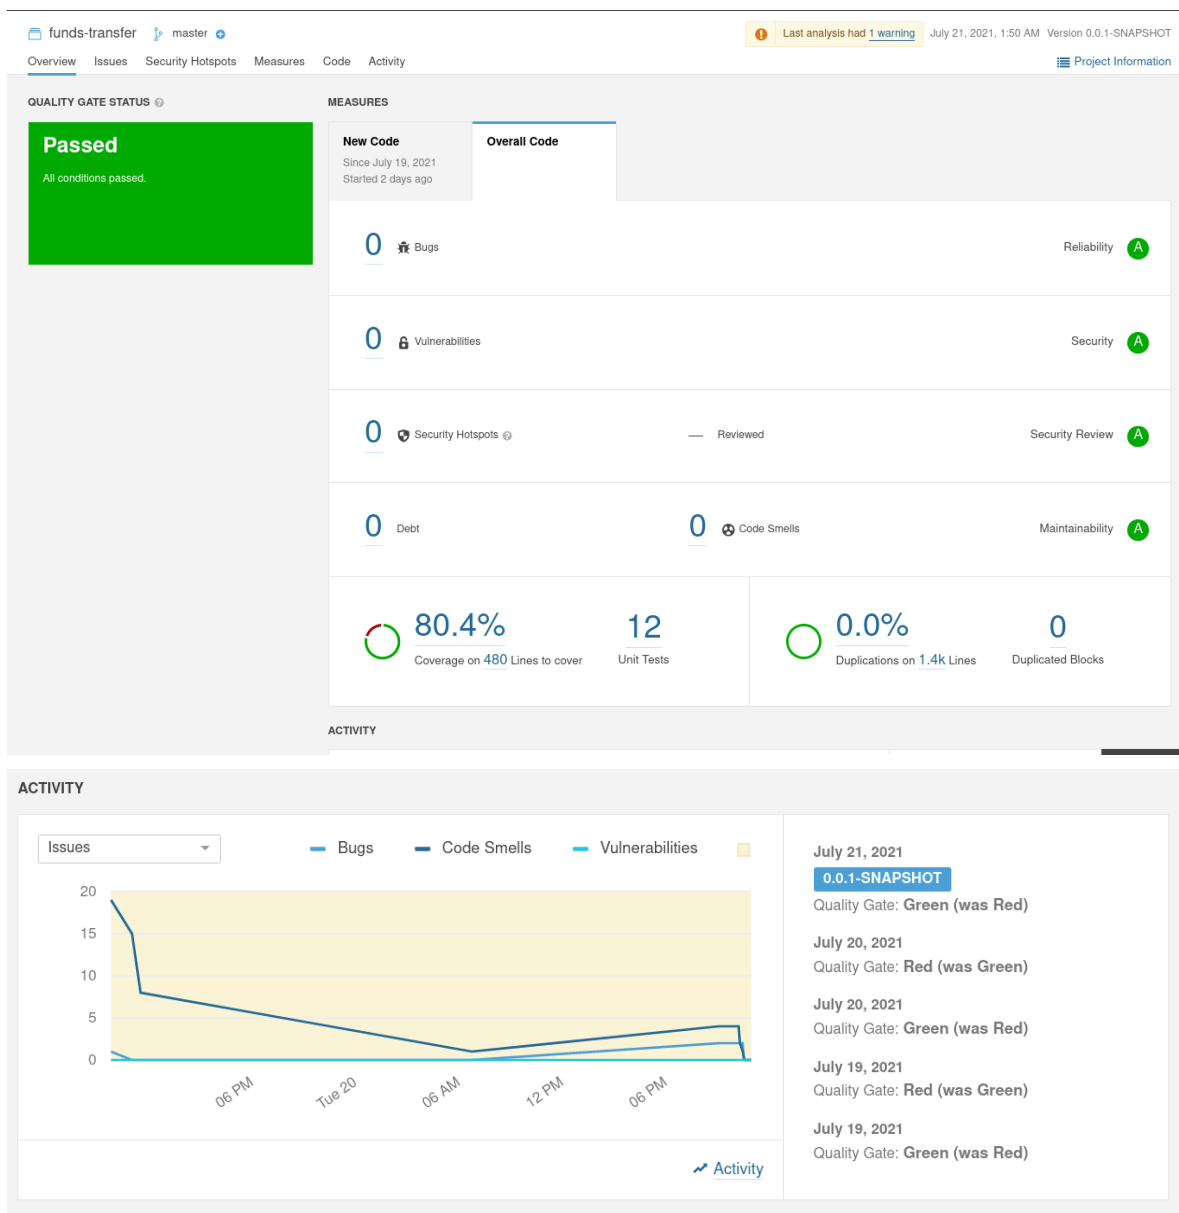 funds-transfer master
Last analysis had 1 warning July 21, 2021, 1:50 AM Version 0.0.1-SNAPSHOT
Overview Issues Security Hotspots Measures Code Activity
Project Information
QUALITY GATE STATUS ?
Passed
All conditions passed.
MEASURES
New Code
Since July 19, 2021
Started 2 days ago
Overall Code
0 Bugs Reliability A
0 Vulnerabilities Security A
0 Security Hotspots ? — Reviewed Security Review A
0 Debt 0 Code Smells Maintainability A
80.4%
Coverage on 480 Lines to cover
12
Unit Tests
0.0%
Duplications on 1.4k Lines
0
Duplicated Blocks
ACTIVITY
ACTIVITY
Issues
Bugs Code Smells Vulnerabilities
20
15
10
5
0
06 PM Tue 20 06 AM 12 PM 06 PM
Activity
July 21, 2021
0.0.1-SNAPSHOT
Quality Gate: Green (was Red)
July 20, 2021
Quality Gate: Red (was Green)
July 20, 2021
Quality Gate: Green (was Red)
July 19, 2021
Quality Gate: Red (was Green)
July 19, 2021
Quality Gate: Green (was Red)